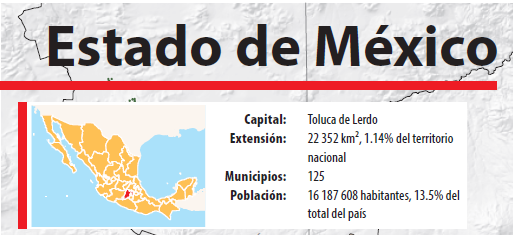 Estado de México
Capital: Toluca de Lerdo
Extensión: 22 352 km², 1.14% del territorio
nacional
Municipios: 125
Población: 16 187 608 habitantes, 13.5% del
total del país